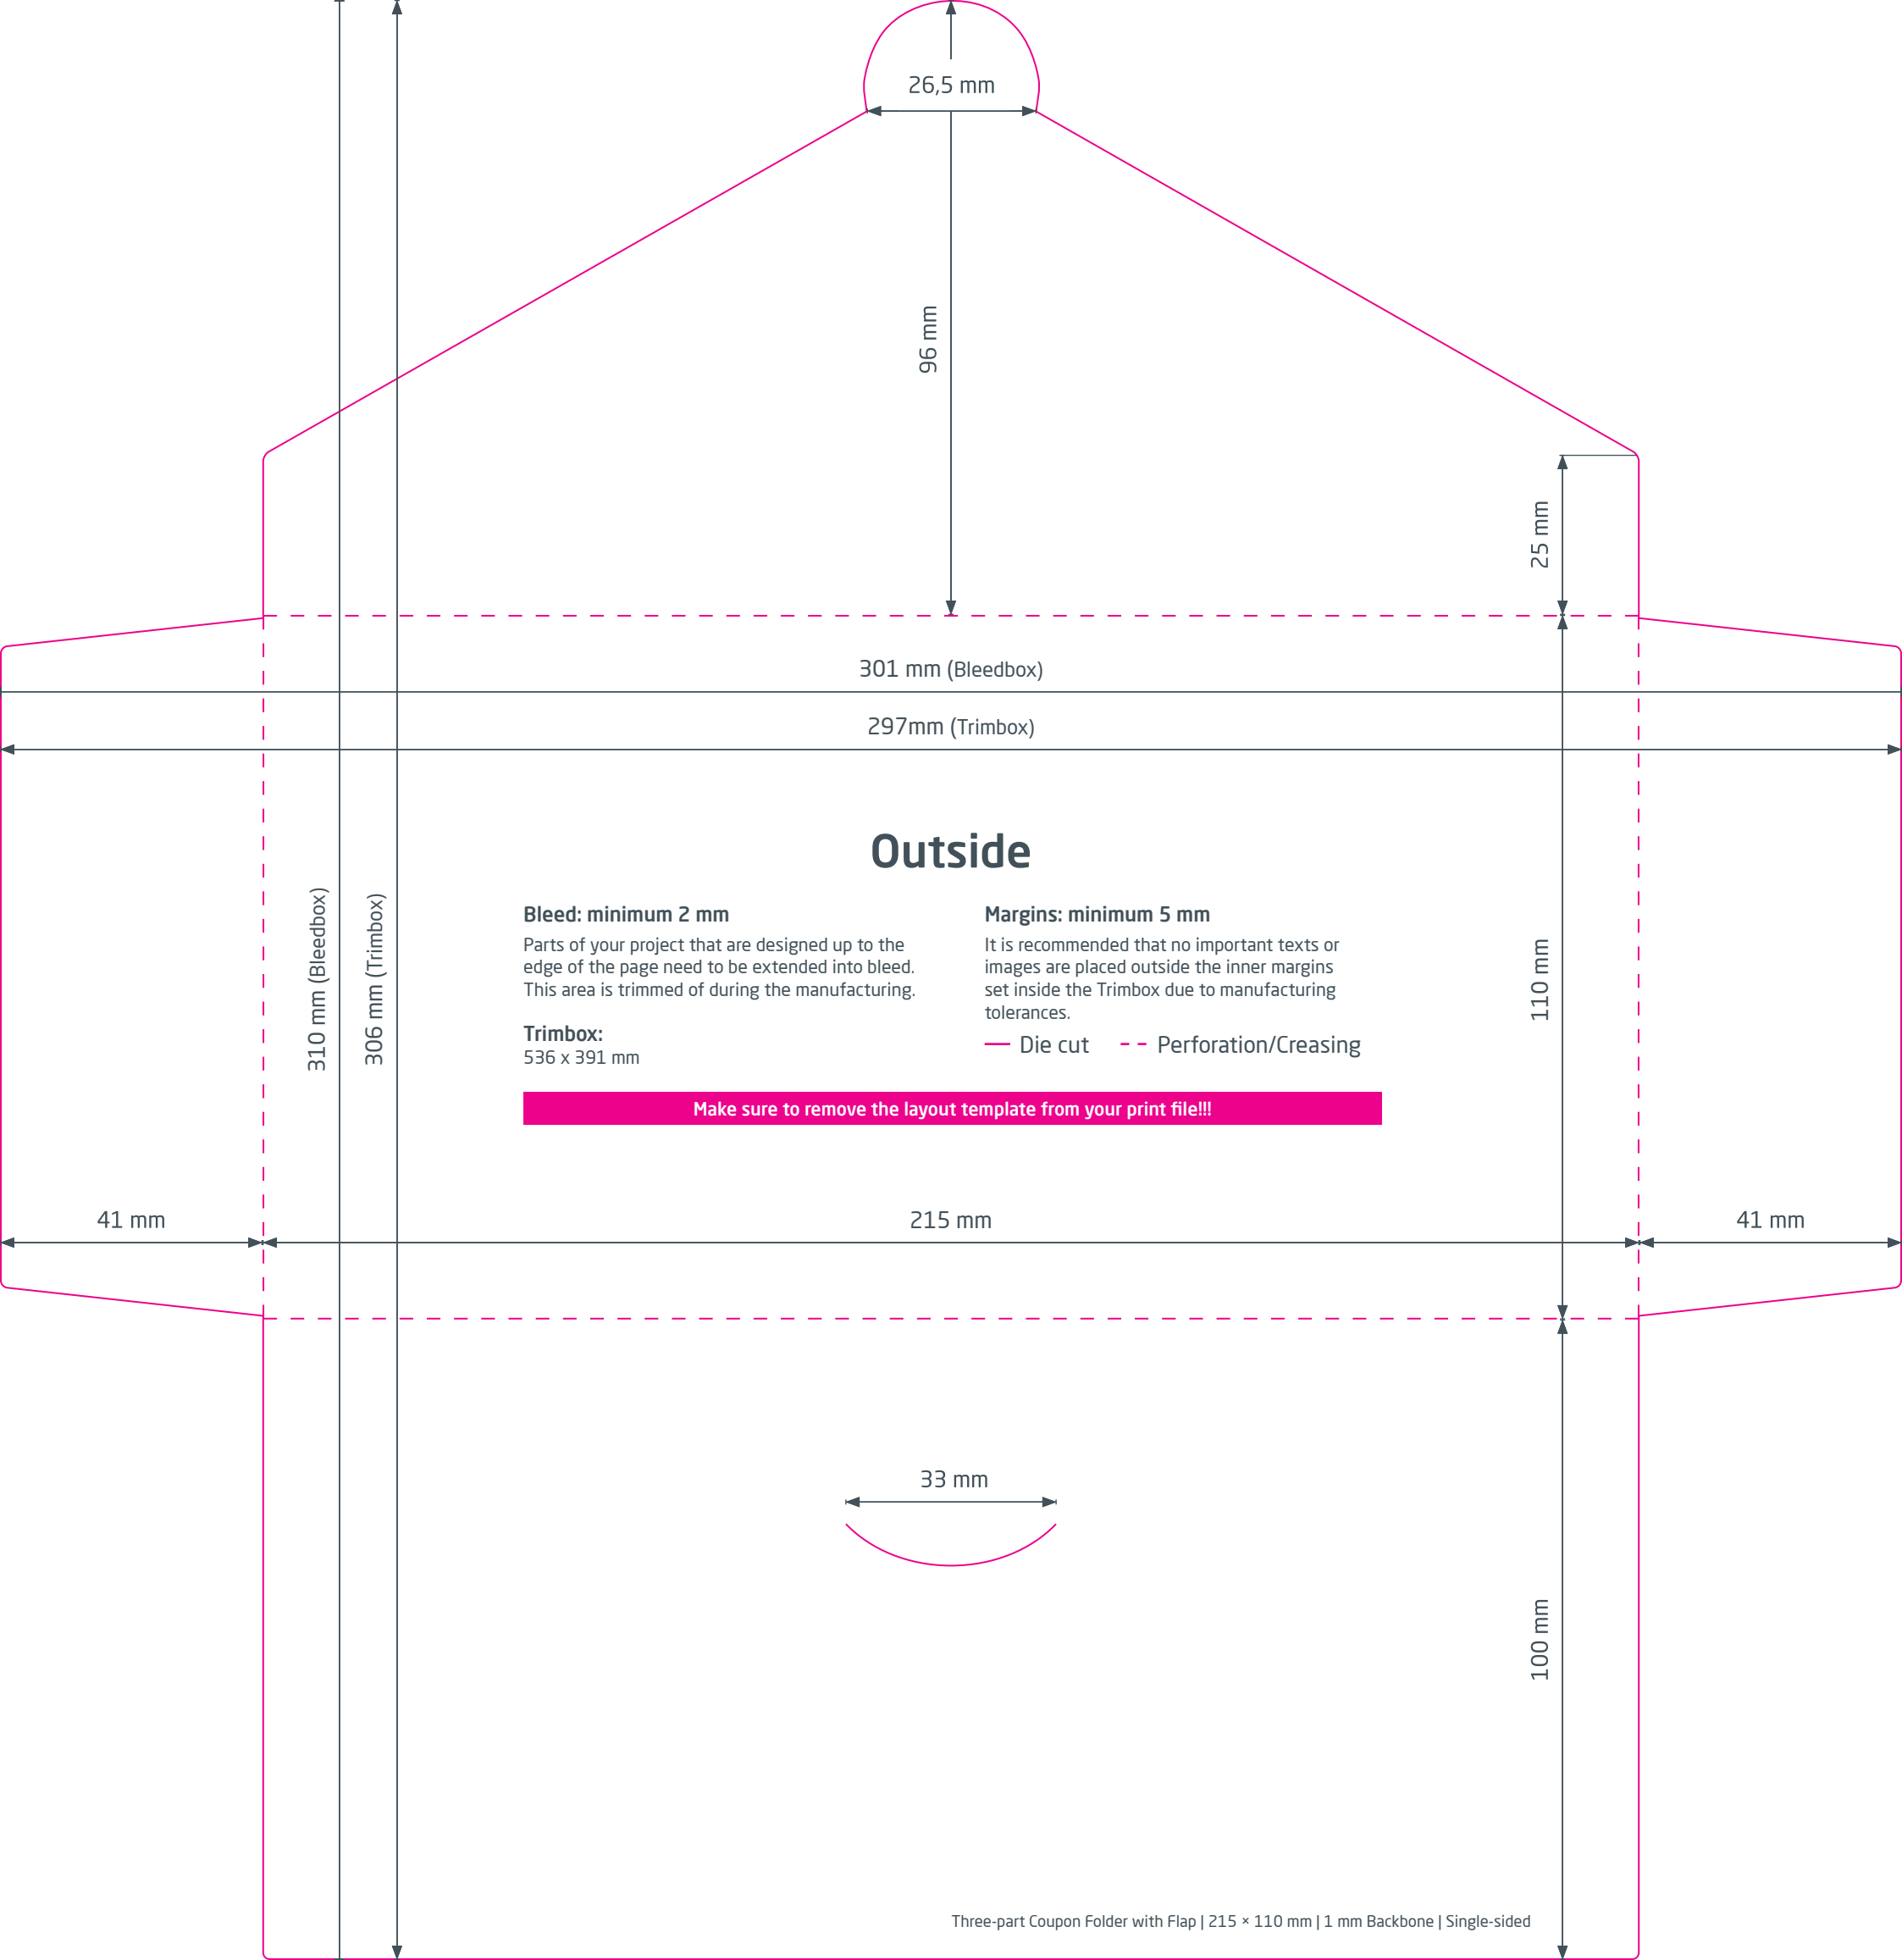 26,5 mm
96 mm
25 mm
301 mm (Bleedbox)
297mm (Trimbox)
Outside
310 mm (Bleedbox)
306 mm (Trimbox)
Bleed: minimum 2 mm
Parts of your project that are designed up to the
edge of the page need to be extended into bleed.
This area is trimmed of during the manufacturing.
Trimbox:
536 x 391 mm
Margins: minimum 5 mm
It is recommended that no important texts or
images are placed outside the inner margins
set inside the Trimbox due to manufacturing
tolerances.
Die cut Perforation/Creasing
110 mm
Make sure to remove the layout template from your print file!!!
41 mm
215 mm
41 mm
33 mm
100 mm
Three-part Coupon Folder with Flap | 215 × 110 mm | 1 mm Backbone | Single-sided